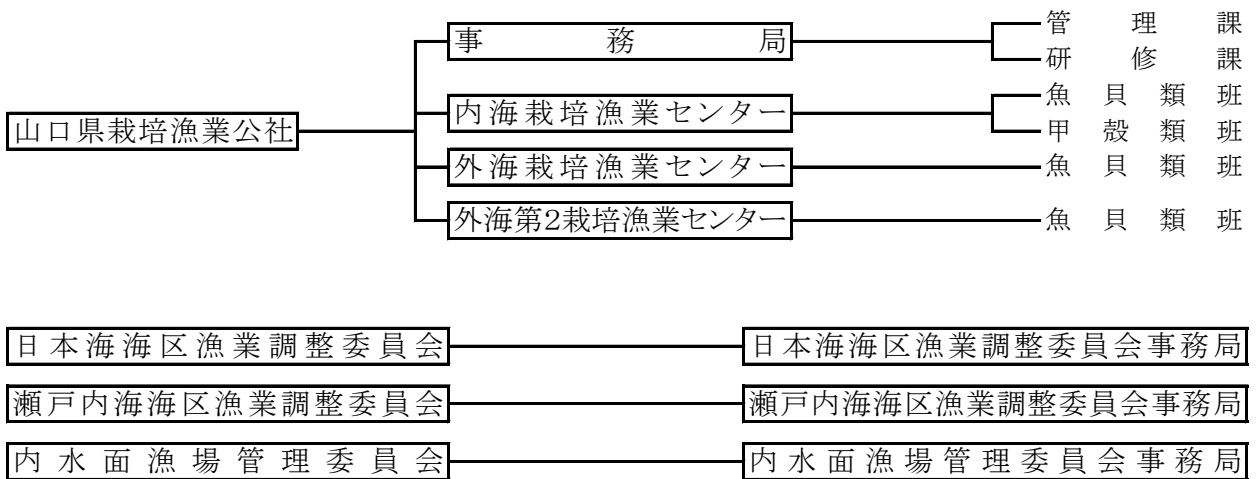 山口県栽培漁業公社
事務局
管理課
研修課
内海栽培漁業センター
魚貝類班
甲殻類班
外海栽培漁業センター
魚貝類班
外海第2栽培漁業センター
魚貝類班
日本海海区漁業調整委員会
日本海海区漁業調整委員会事務局
瀬戸内海海区漁業調整委員会
瀬戸内海海区漁業調整委員会事務局
内水面漁場管理委員会
内水面漁場管理委員会事務局